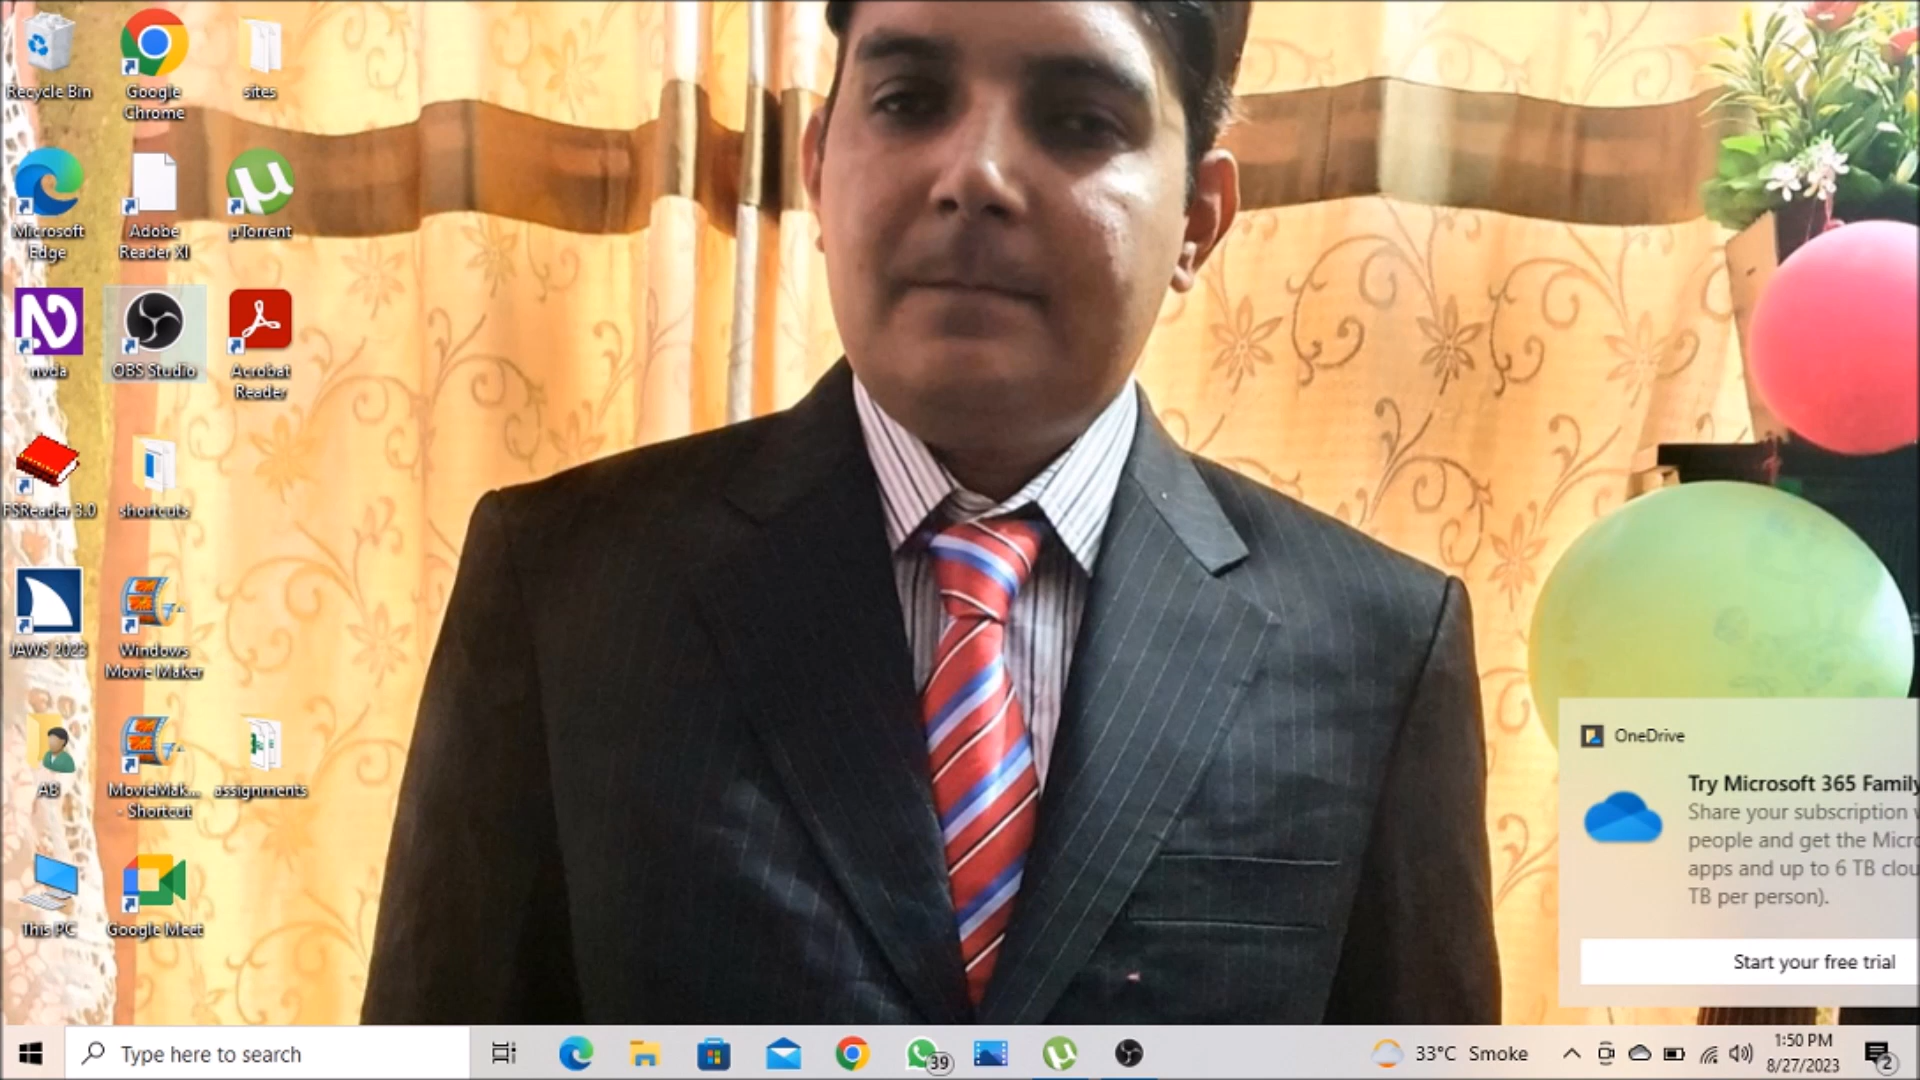 Recycle Bin
Google
Chrome
sites
Microsoft
Edge
Adobe
Reader XI
µTorrent
nvda
OBS Studio
Acrobat
Reader
FSReader 3.0
shortcuts
JAWS 2023
Windows
Movie Maker
AB
MovieMak...
- Shortcut
assignments
This PC
Google Meet
OneDrive
Try Microsoft 365 Family
Share your subscription
people and get the
apps and up to 6 TB
TB per person).
Start your free trial
Type here to search
39
33°C Smoke
1:50 PM
8/27/2023
2